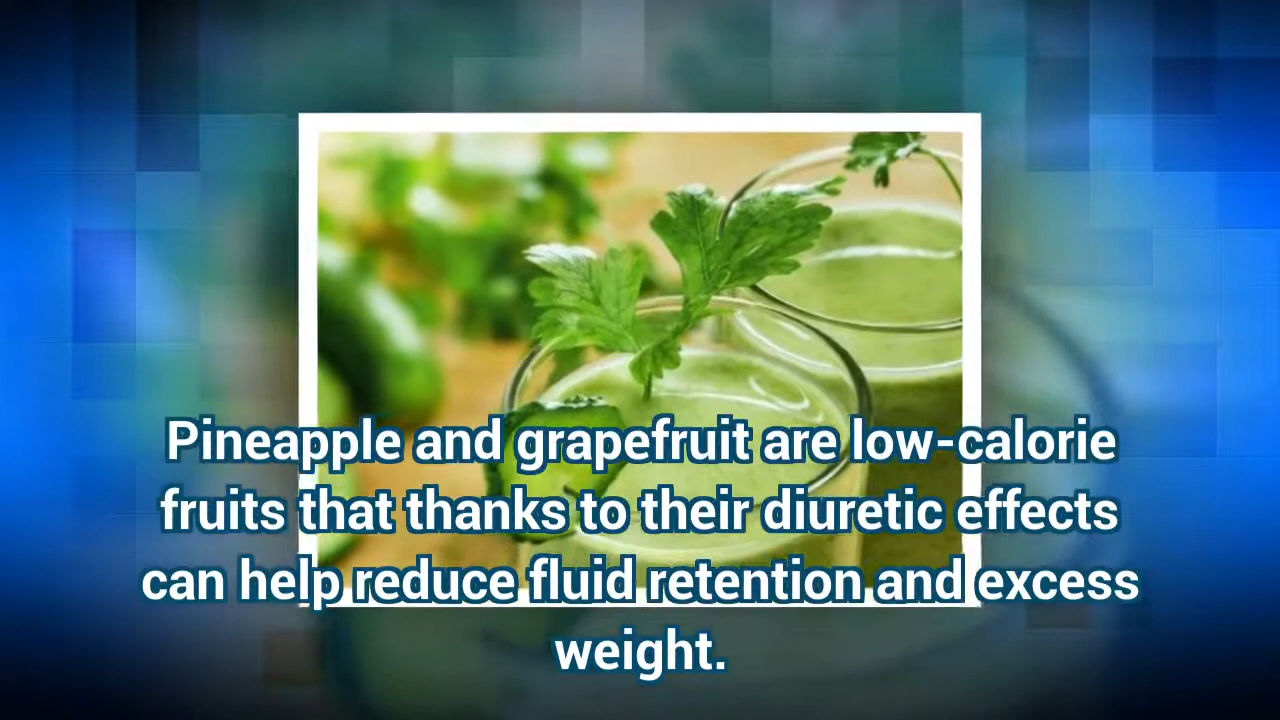 Pineapple and grapefruit are low-calorie
fruits that thanks to their diuretic effects
can help reduce fluid retention and excess
weight.